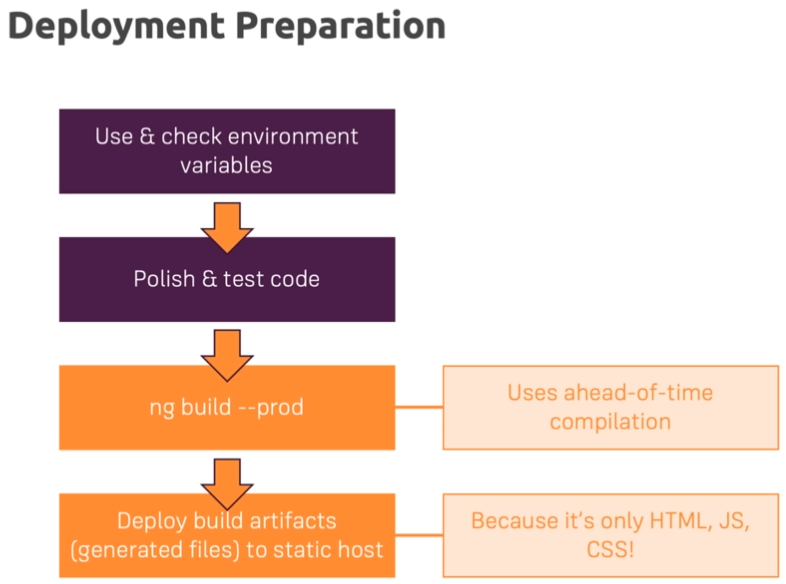 Deployment Preparation
Use & check environment
variables
Polish & test code
ng build --prod
Uses ahead-of-time
compilation
Deploy build artifacts
(generated files) to static host
Because it's only HTML, JS,
CSS!